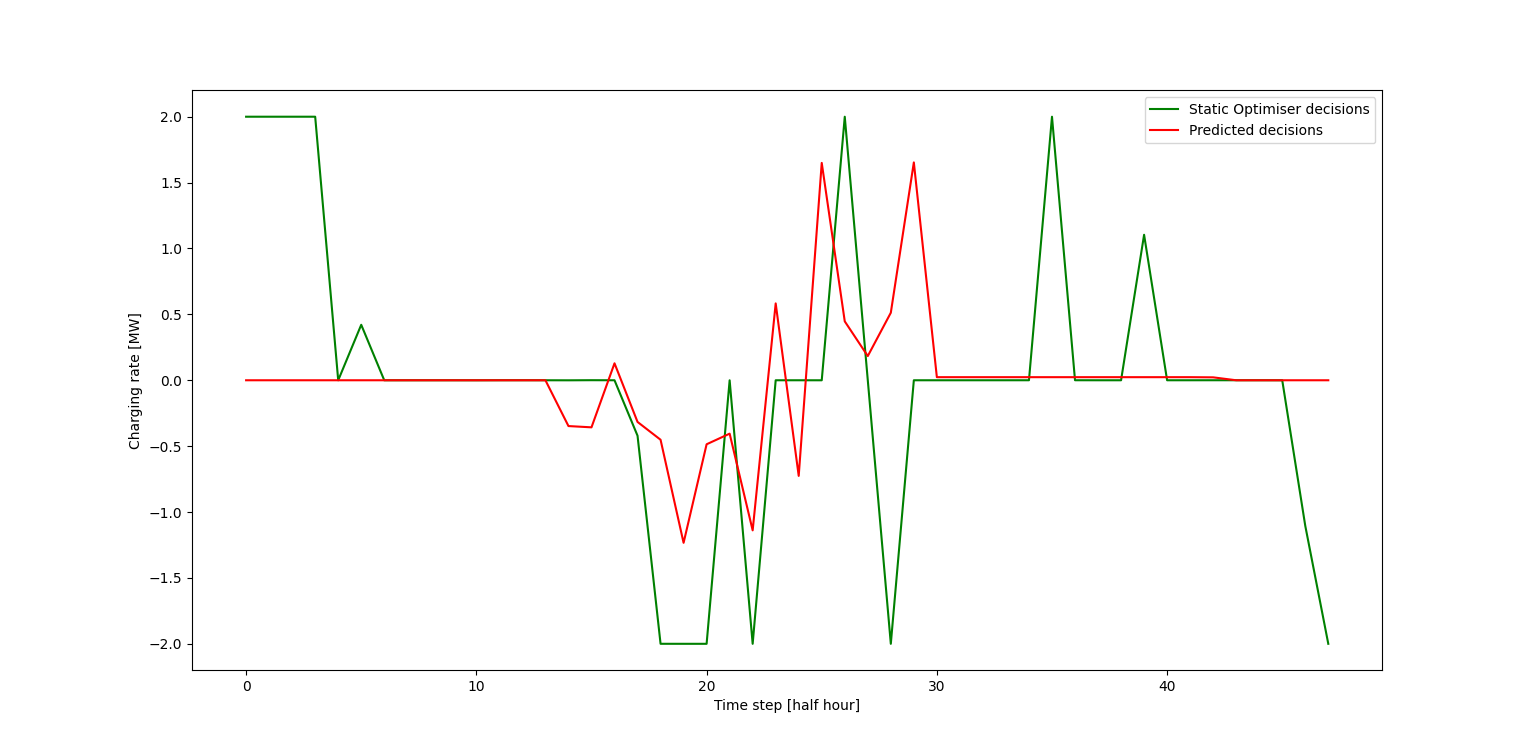 Static Optimiser decisions
Predicted decisions
2.0
1.5
1.0
0.5
0.0
−0.5
−1.0
−1.5
−2.0
Charging rate [MW]
0 10 20 30 40
Time step [half hour]